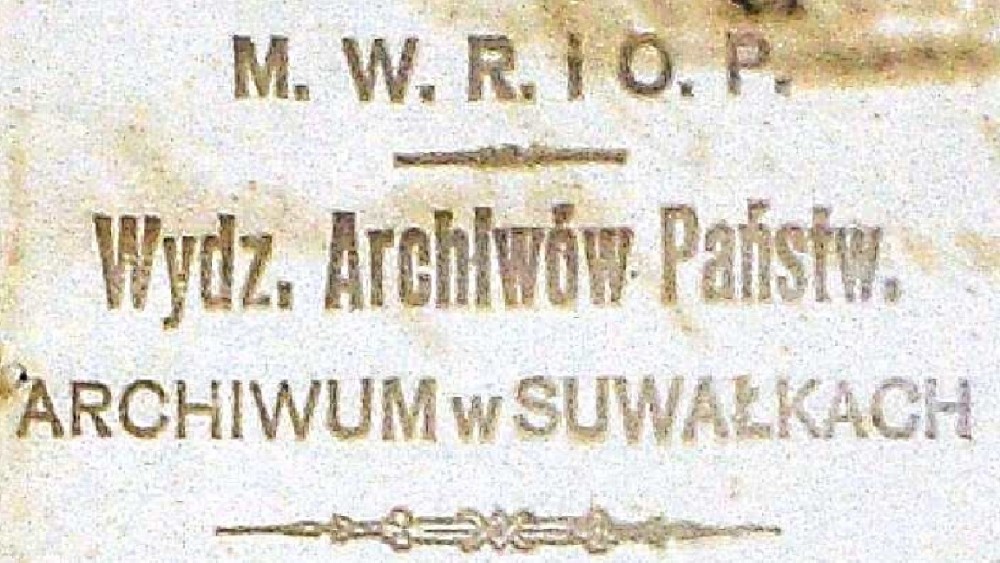 M. W. R. I O. P.
Wydz. Archiwów Państw.
ARCHIWUM w SUWAŁKACH